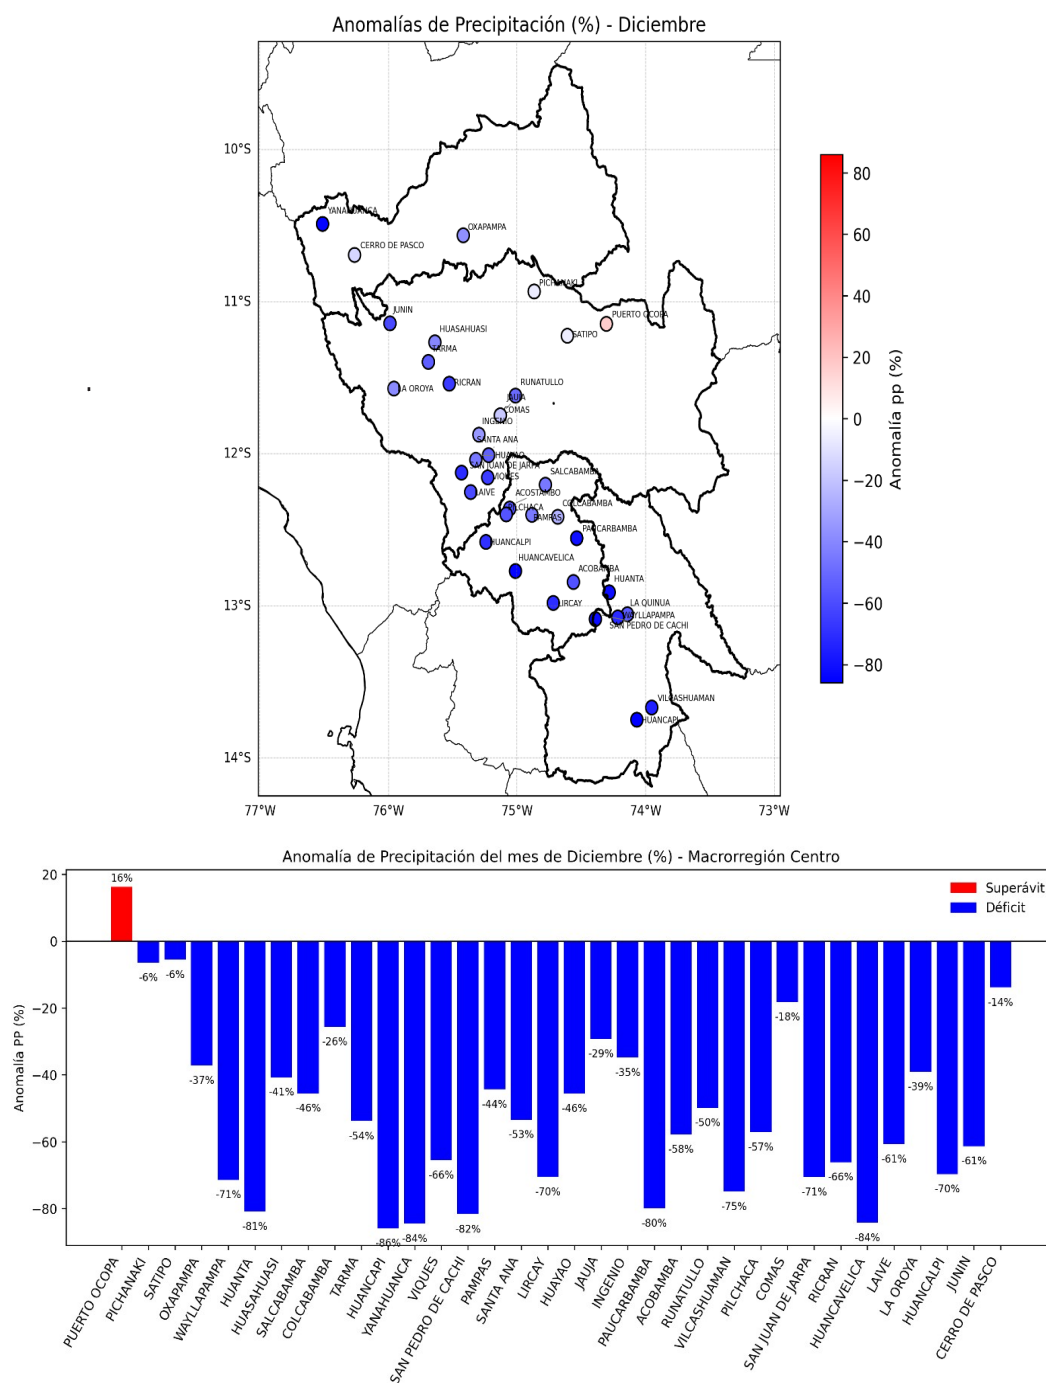 Anomalías de Precipitación (%) - Diciembre
10°S
11°S
12°S
13°S
14°S
77°W
76°W
75°W
74°W
73°W
YANAHUANCA
CERRO DE PASCO
OXAPAMPA
PICHANAKI
PUERTO OCOPA
SATIPO
JUNIN
HUASAHUASI
TARMA
RICRAN
LA OROYA
RUNATULLO
JAUJA
COMAS
INGENIO
SANTA ANA
HUAYAO
SAN JUAN DE JARPA
VIQUES
LAIVE
SALCABAMBA
ACOSTAMBO
PILCHACA
COLCABAMBA
PAMPAS
PAUCARBAMBA
HUANCALPI
HUANCAVELICA
ACOBAMBA
HUANTA
LIRCAY
LA QUINUA
WAYLLAPAMPA
SAN PEDRO DE CACHI
VILCASHUAMAN
HUANCAPI
80
60
40
20
0
−20
−40
−60
−80
Anomalía pp (%)
Anomalía de Precipitación del mes de Diciembre (%) - Macrorregión Centro
Superávit
Déficit
20
0
−20
−40
−60
−80
Anomalía PP (%)
16%
-6%
-6%
-37%
-71%
-81%
-41%
-46%
-26%
-54%
-86%
-84%
-66%
-82%
-44%
-53%
-70%
-46%
-29%
-35%
-80%
-58%
-50%
-75%
-57%
-18%
-71%
-66%
-84%
-61%
-39%
-70%
-61%
-14%
PUERTO OCOPA
PICHANAKI
SATIPO
OXAPAMPA
WAYLLAPAMPA
HUANTA
HUASAHUASI
SALCABAMBA
COLCABAMBA
TARMA
HUANCAPI
YANAHUANCA
VIQUES
SAN PEDRO DE CACHI
PAMPAS
SANTA ANA
LIRCAY
HUAYAO
JAUJA
INGENIO
PAUCARBAMBA
ACOBAMBA
RUNATULLO
VILCASHUAMAN
PILCHACA
COMAS
SAN JUAN DE JARPA
RICRAN
HUANCAVELICA
LAIVE
LA OROYA
HUANCALPI
JUNIN
CERRO DE PASCO